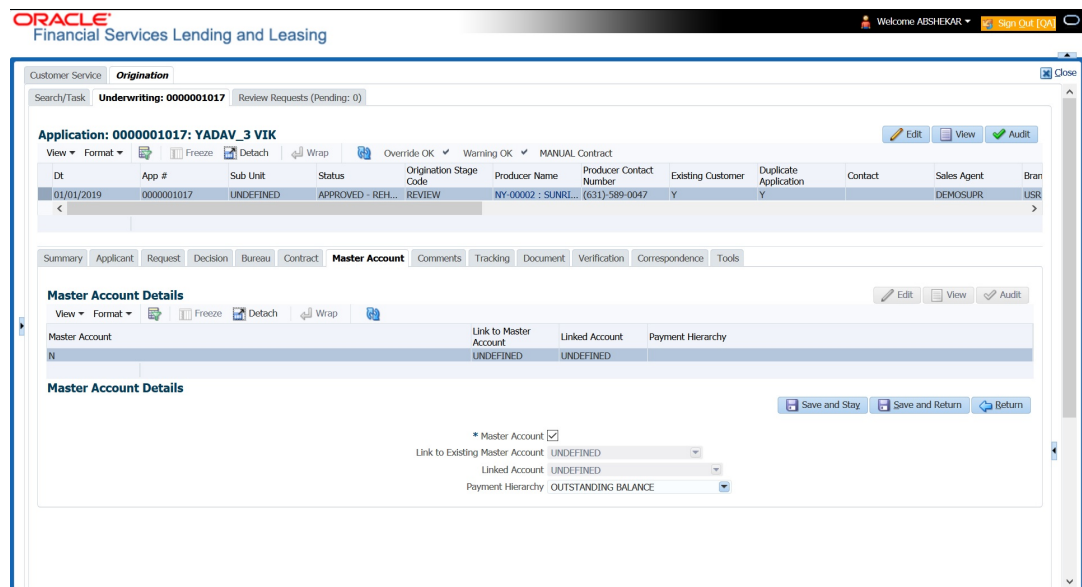 ORACLE
Financial Services Lending and Leasing
Welcome ABSHEKAR
Sign Out [QA]
Close
Customer Service Origination
Search/Task Underwriting: 0000001017 Review Requests (Pending: 0)
Application: 0000001017: YADAV_3 VIK
Edit View Audit
View Format Freeze Detach Wrap Override OK Warning OK MANUAL Contract
Dt App # Sub Unit Status Origination Stage Code Producer Name Producer Contact Number Existing Customer Duplicate Application Contact Sales Agent Bran
01/01/2019 0000001017 UNDEFINED APPROVED - REH... REVIEW NY-00002 : SUNRI... (631)-589-0047 Y Y DEMOSUPR USR
Summary Applicant Request Decision Bureau Contract Master Account Comments Tracking Document Verification Correspondence Tools
Master Account Details
Edit View Audit
View Format Freeze Detach Wrap
Master Account Link to Master Account Linked Account Payment Hierarchy
N UNDEFINED UNDEFINED
Master Account Details
Save and Stay Save and Return Return
* Master Account
Link to Existing Master Account UNDEFINED
Linked Account UNDEFINED
Payment Hierarchy OUTSTANDING BALANCE